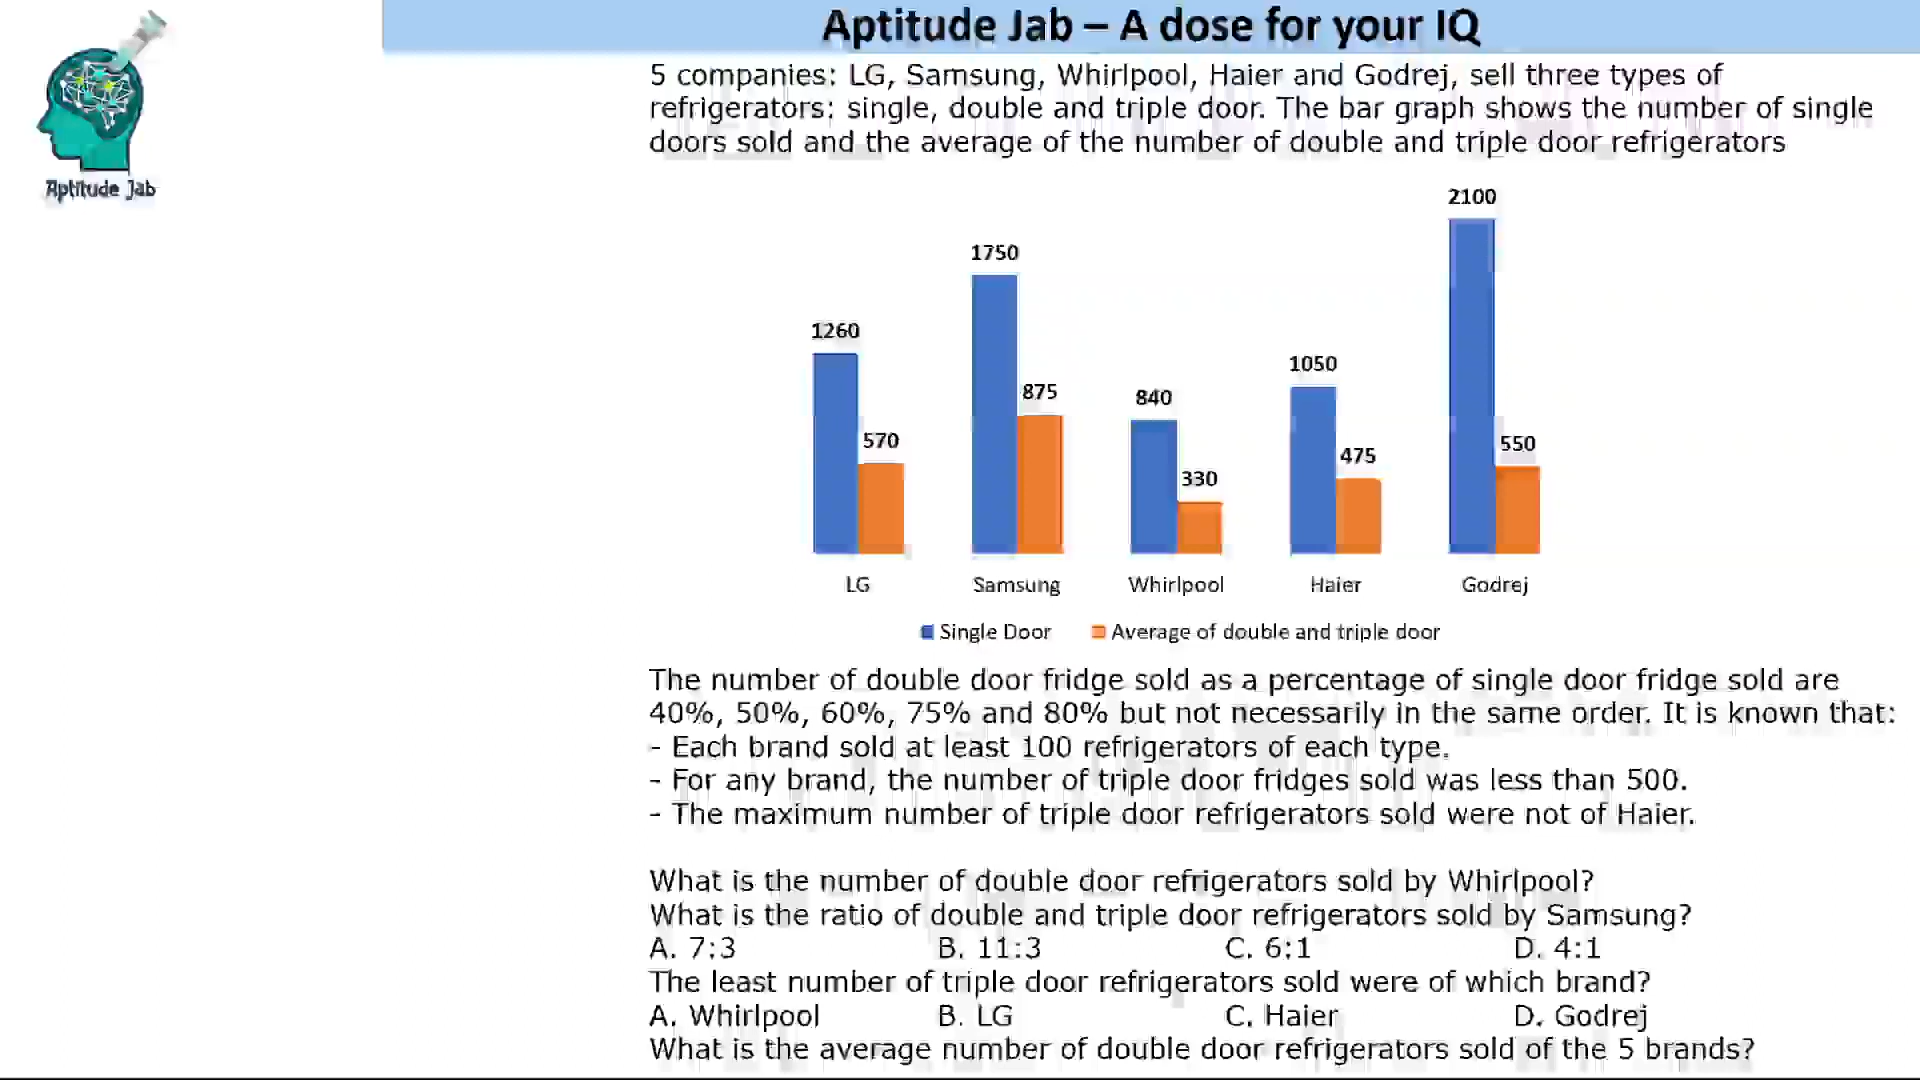 Aptitude Jab – A dose for your IQ
Aptitude Jab
5 companies: LG, Samsung, Whirlpool, Haier and Godrej, sell three types of
refrigerators: single, double and triple door. The bar graph shows the number of single
doors sold and the average of the number of double and triple door refrigerators
2100
1750
1260
1050
875
840
570
550
475
330
LG Samsung Whirlpool Haier Godrej
Single Door Average of double and triple door
The number of double door fridge sold as a percentage of single door fridge sold are
40%, 50%, 60%, 75% and 80% but not necessarily in the same order. It is known that:
- Each brand sold at least 100 refrigerators of each type.
- For any brand, the number of triple door fridges sold was less than 500.
- The maximum number of triple door refrigerators sold were not of Haier.
What is the number of double door refrigerators sold by Whirlpool?
What is the ratio of double and triple door refrigerators sold by Samsung?
A. 7:3 B. 11:3 C. 6:1 D. 4:1
The least number of triple door refrigerators sold were of which brand?
A. Whirlpool B. LG C. Haier D. Godrej
What is the average number of double door refrigerators sold of the 5 brands?